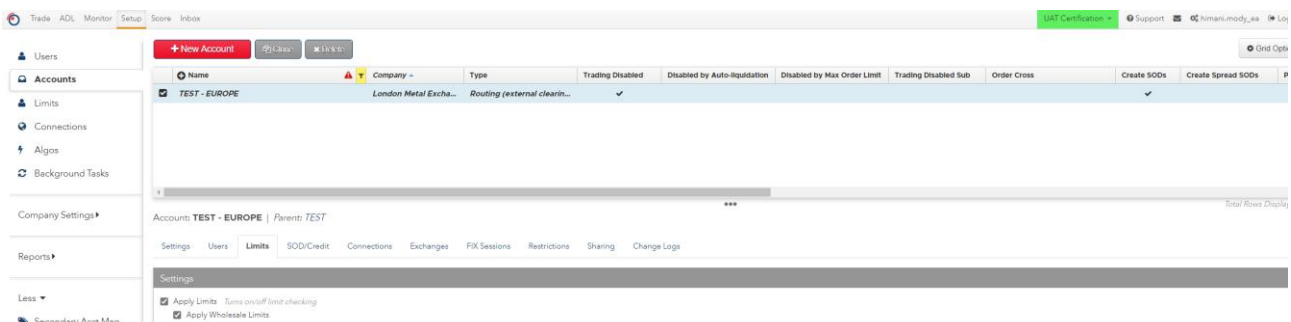 Trade ADL Monitor Setup Score Inbox UAT Certification Support himani.mody_ea
Users
Accounts
Limits
Connections
Algos
Background Tasks
Company Settings
Reports
Less
+ New Account Clone Delete Grid
Name Company Type Trading Disabled Disabled by Auto-liquidation Disabled by Max Order Limit Trading Disabled Sub Order Cross Create SODs Create Spread SODs
TEST - EUROPE London Metal Excha... Routing (external clearin...
Total Rows
Account: TEST - EUROPE | Parent: TEST
Settings Users Limits SOD/Credit Connections Exchanges FIX Sessions Restrictions Sharing Change Logs
Settings
Apply Limits Turns on/off limit checking
Apply Wholesale Limits